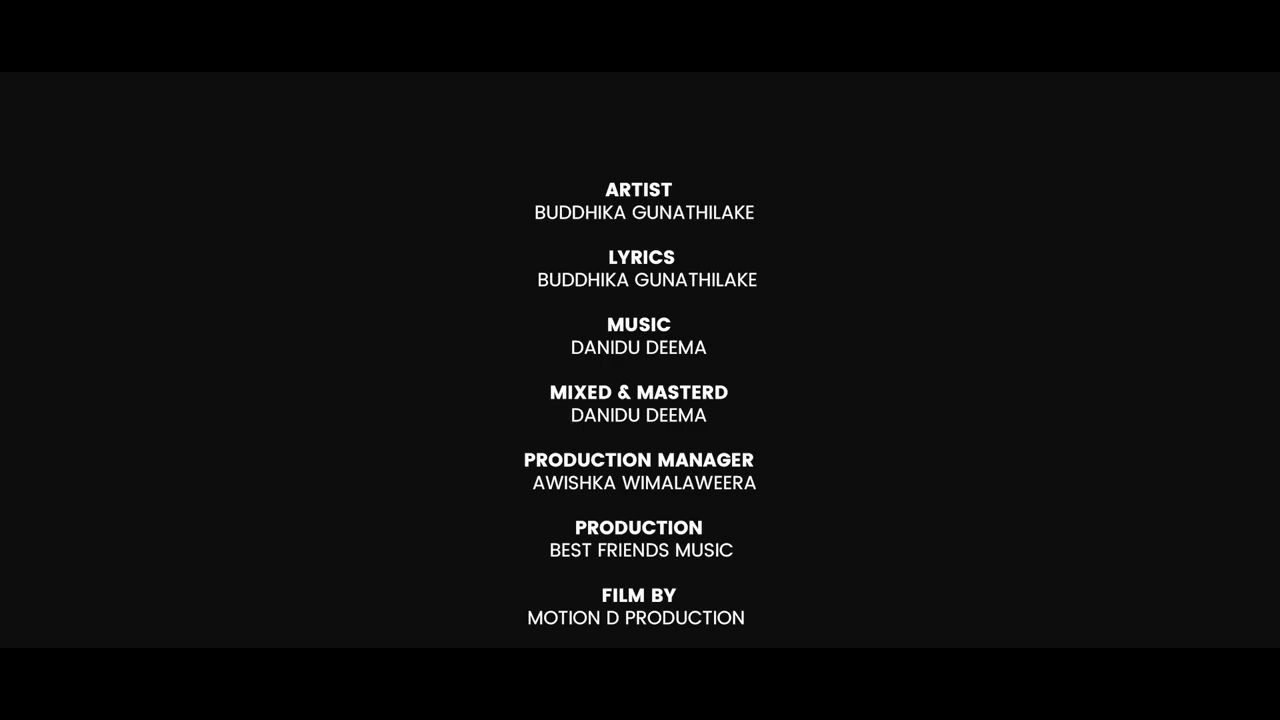 ARTIST
BUDDHIKA GUNATHILAKE
LYRICS
BUDDHIKA GUNATHILAKE
MUSIC
DANIDU DEEMA
MIXED & MASTERD
DANIDU DEEMA
PRODUCTION MANAGER
AWISHKA WIMALAWEERA
PRODUCTION
BEST FRIENDS MUSIC
FILM BY
MOTION D PRODUCTION